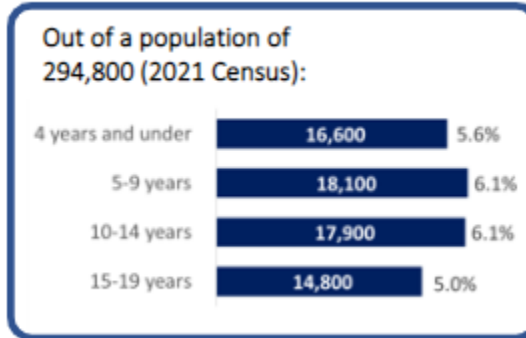 Out of a population of
294,800 (2021 Census):
4 years and under 16,600 5.6%
5-9 years 18,100 6.1%
10-14 years 17,900 6.1%
15-19 years 14,800 5.0%